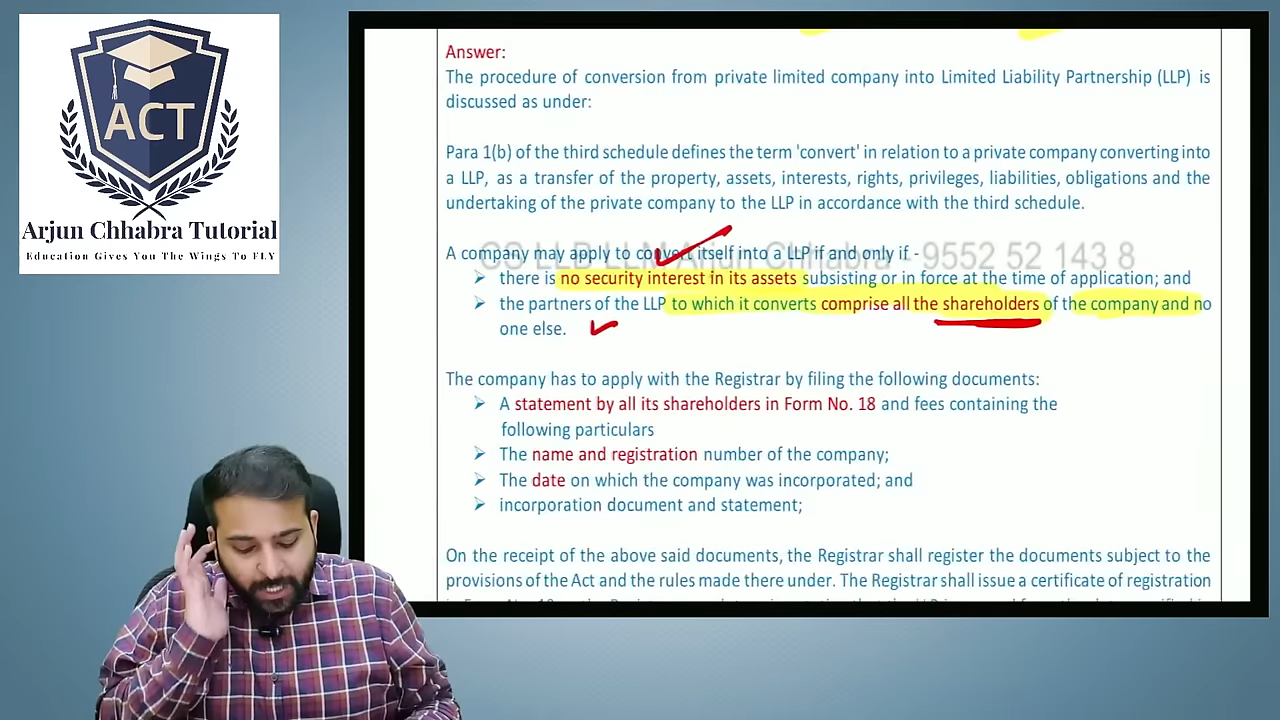 ACT
Arjun Chhabra Tutorial
Education Gives You The Wings To FLY
Answer:
The procedure of conversion from private limited company into Limited Liability Partnership (LLP) is
discussed as under:
Para 1(b) of the third schedule defines the term 'convert' in relation to a private company converting into
a LLP, as a transfer of the property, assets, interests, rights, privileges, liabilities, obligations and the
undertaking of the private company to the LLP in accordance with the third schedule.
CS LLB LLM Arjun Chhabra - 9552 52 143 8
A company may apply to convert itself into a LLP if and only if -
➢ there is no security interest in its assets subsisting or in force at the time of application; and
➢ the partners of the LLP to which it converts comprise all the shareholders of the company and no
one else.
The company has to apply with the Registrar by filing the following documents:
➢ A statement by all its shareholders in Form No. 18 and fees containing the
following particulars
➢ The name and registration number of the company;
➢ The date on which the company was incorporated; and
➢ incorporation document and statement;
On the receipt of the above said documents, the Registrar shall register the documents subject to the
provisions of the Act and the rules made there under. The Registrar shall issue a certificate of registration